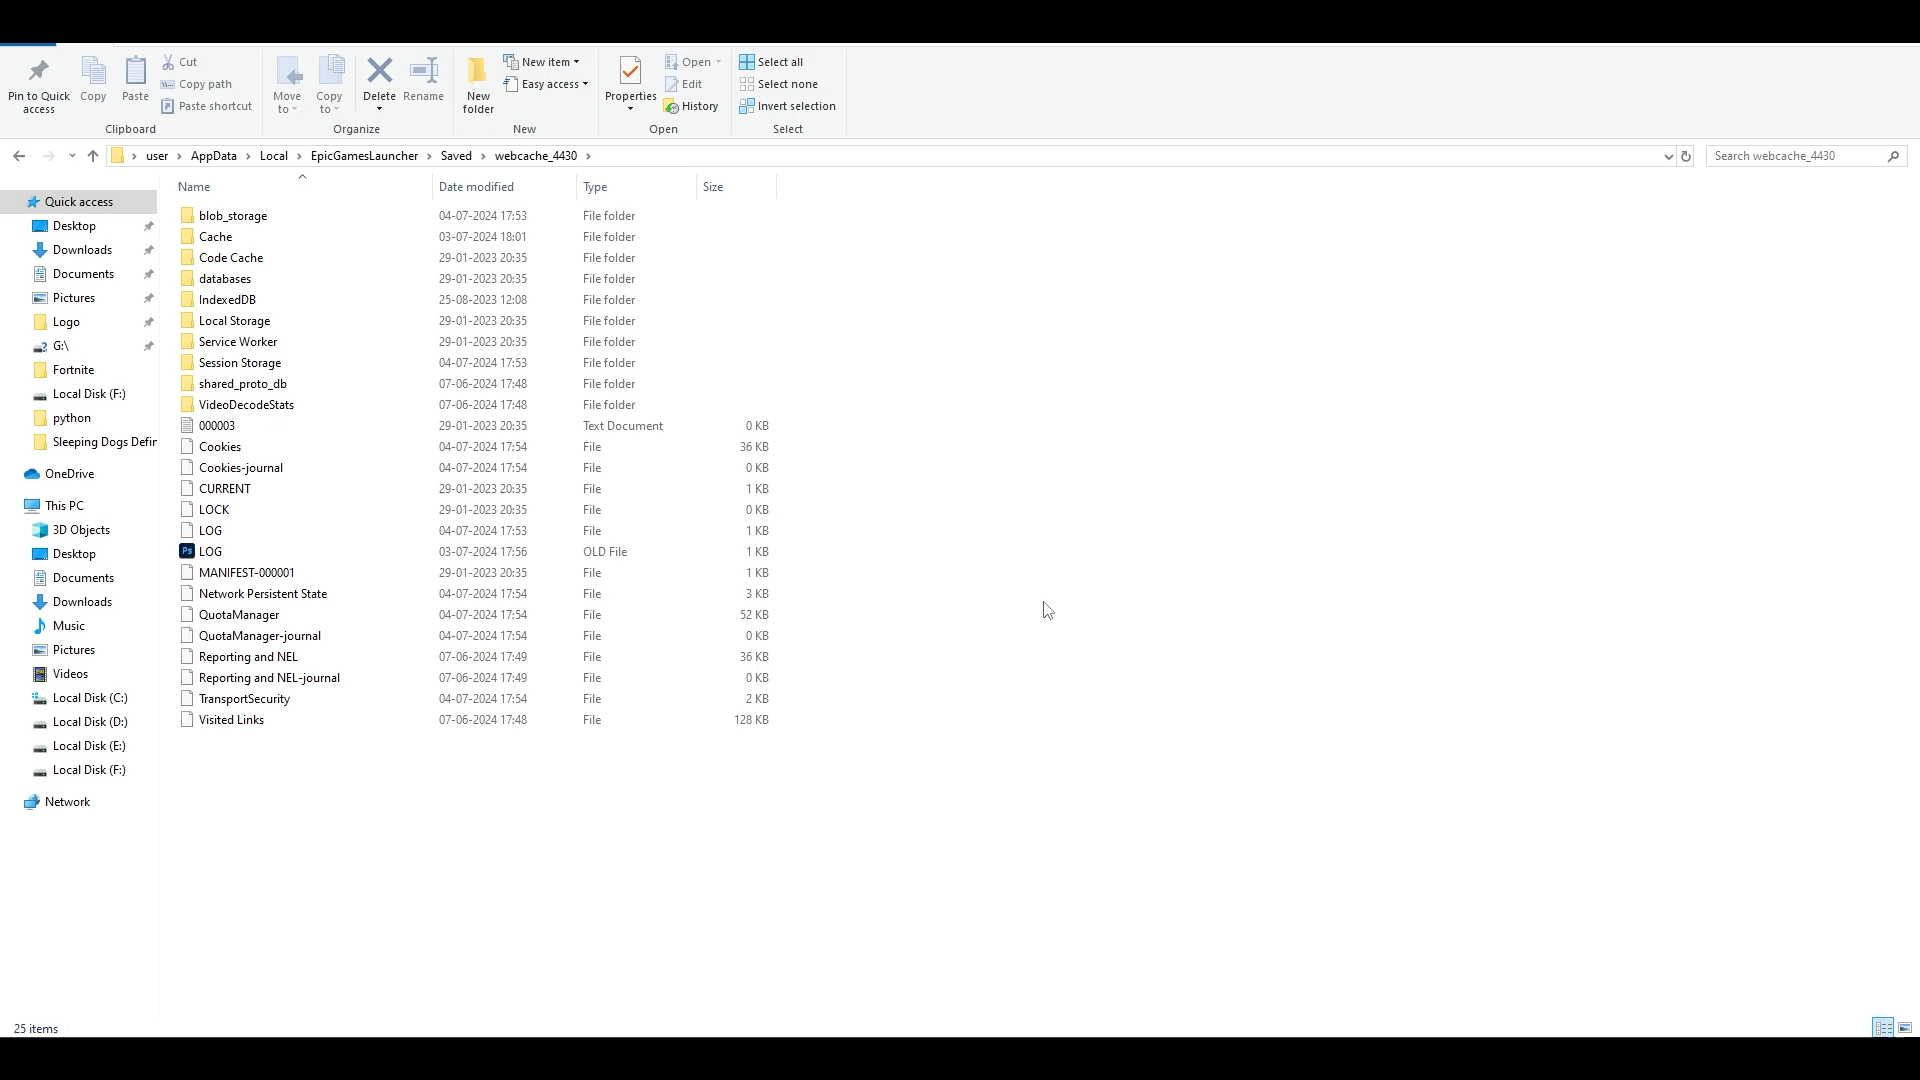 Pin to Quick access
Copy
Paste
Cut
Copy path
Paste shortcut
Clipboard
Move to
Copy to
Delete
Rename
Organize
New folder
New item
Easy access
New
Properties
Open
Edit
History
Open
Select all
Select none
Invert selection
Select
user > AppData > Local > EpicGamesLauncher > Saved > webcache_4430 >
Search webcache_4430
Name Date modified Type Size
Quick access
Desktop
Downloads
Documents
Pictures
Logo
G:\
Fortnite
Local Disk (F:)
python
Sleeping Dogs Defin
OneDrive
This PC
3D Objects
Desktop
Documents
Downloads
Music
Pictures
Videos
Local Disk (C:)
Local Disk (D:)
Local Disk (E:)
Local Disk (F:)
Network
blob_storage 04-07-2024 17:53 File folder
Cache 03-07-2024 18:01 File folder
Code Cache 29-01-2023 20:35 File folder
databases 29-01-2023 20:35 File folder
IndexedDB 25-08-2023 12:08 File folder
Local Storage 29-01-2023 20:35 File folder
Service Worker 29-01-2023 20:35 File folder
Session Storage 04-07-2024 17:53 File folder
shared_proto_db 07-06-2024 17:48 File folder
VideoDecodeStats 07-06-2024 17:48 File folder
000003 29-01-2023 20:35 Text Document 0 KB
Cookies 04-07-2024 17:54 File 36 KB
Cookies-journal 04-07-2024 17:54 File 0 KB
CURRENT 29-01-2023 20:35 File 1 KB
LOCK 29-01-2023 20:35 File 0 KB
LOG 04-07-2024 17:53 File 1 KB
Ps LOG 03-07-2024 17:56 OLD File 1 KB
MANIFEST-000001 29-01-2023 20:35 File 1 KB
Network Persistent State 04-07-2024 17:54 File 3 KB
QuotaManager 04-07-2024 17:54 File 52 KB
QuotaManager-journal 04-07-2024 17:54 File 0 KB
Reporting and NEL 07-06-2024 17:49 File 36 KB
Reporting and NEL-journal 07-06-2024 17:49 File 0 KB
TransportSecurity 04-07-2024 17:54 File 2 KB
Visited Links 07-06-2024 17:48 File 128 KB
25 items